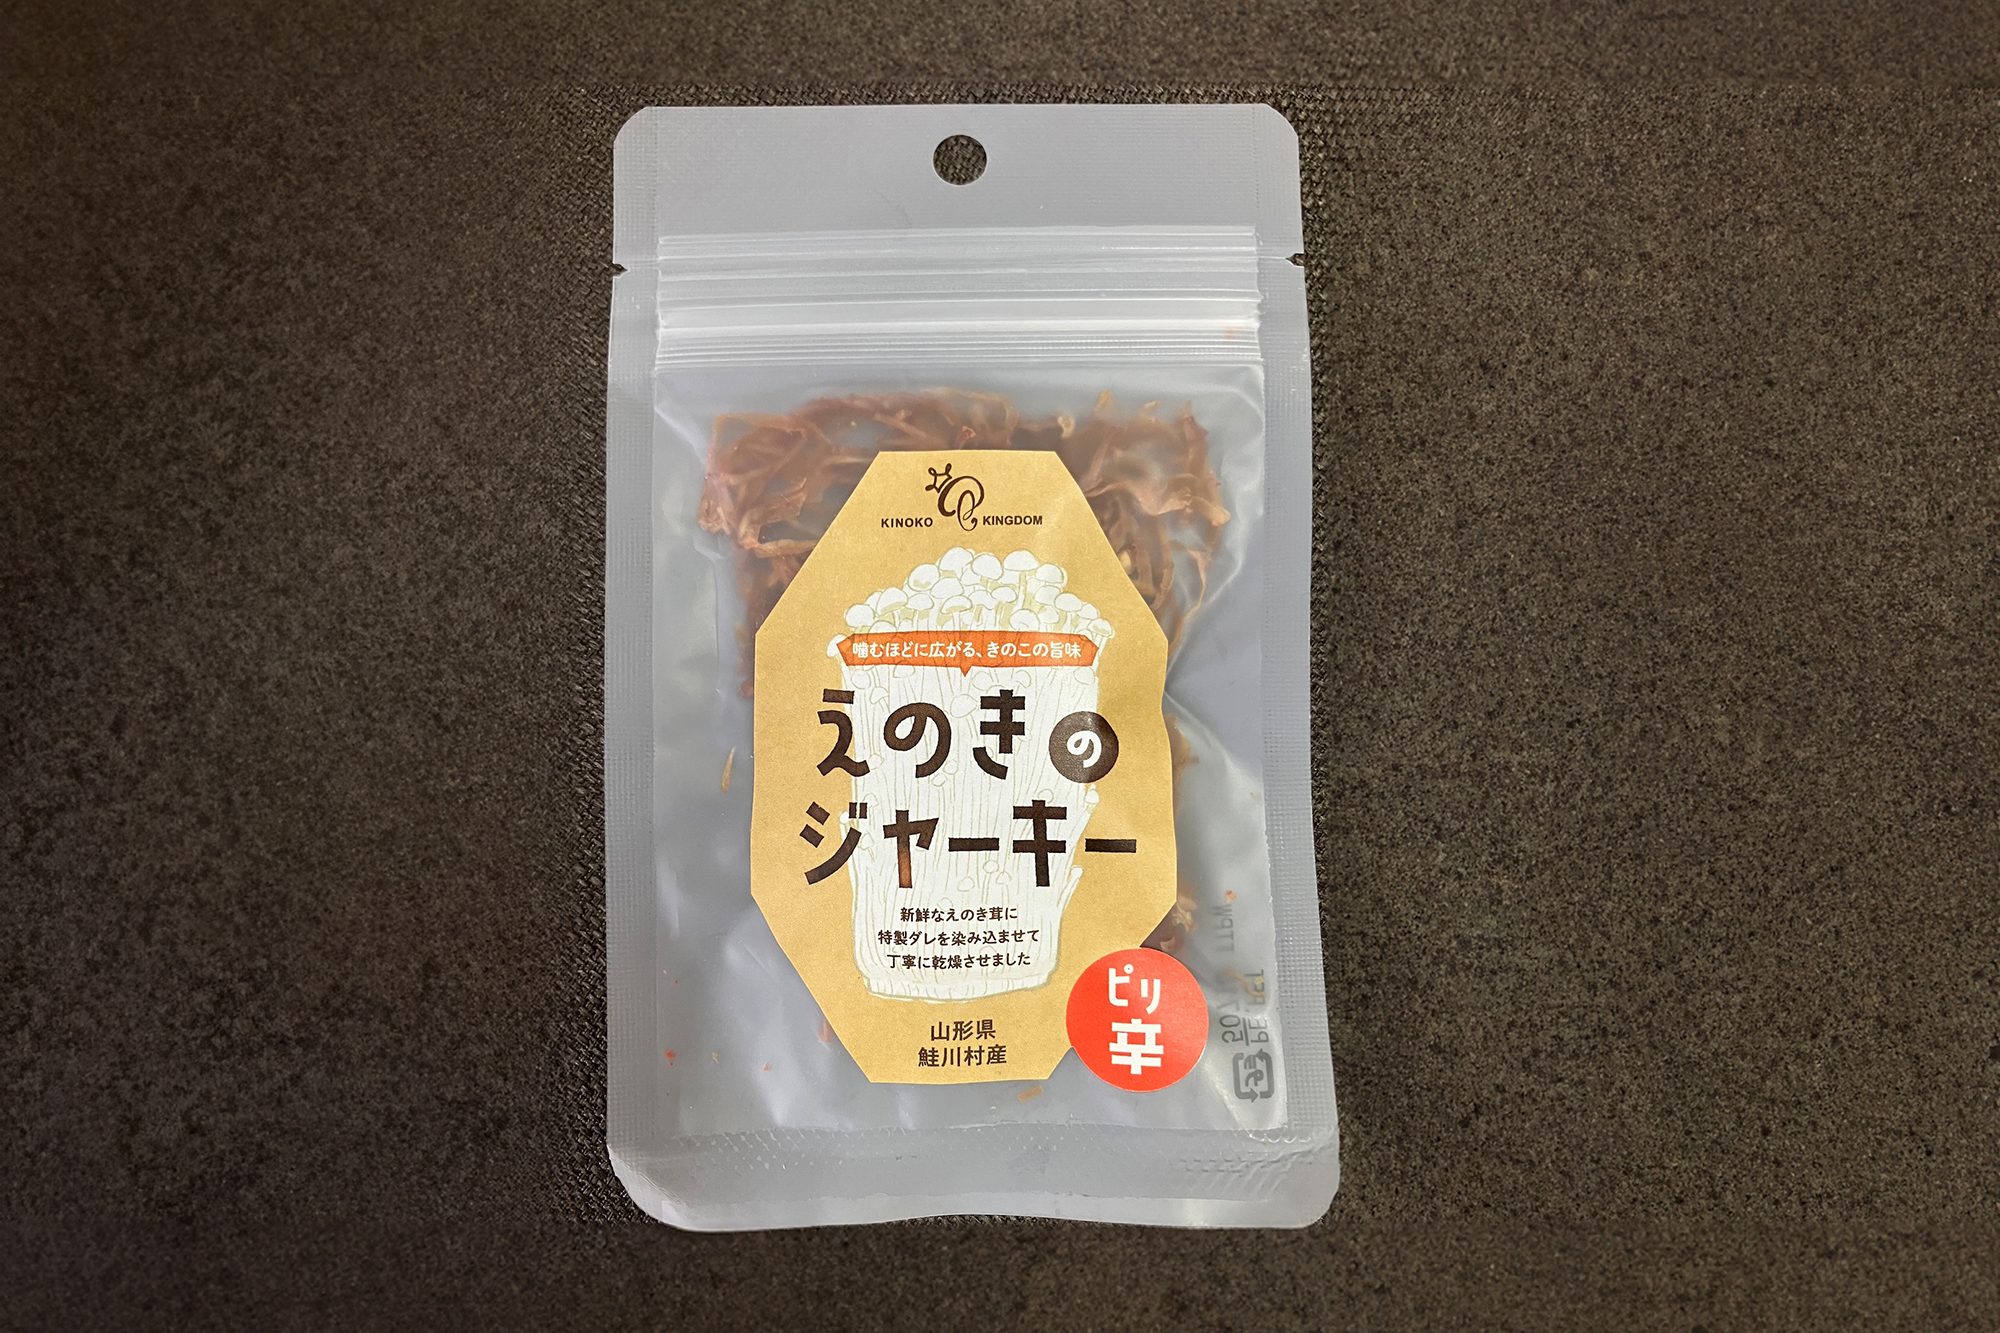 KINOKO KINGDOM
噛むほどに広がる、きのこの旨味
えのきの
ジャーキー
新鮮なえのき茸に
特製ダレを染み込ませて
丁寧に乾燥させました
山形県
鮭川村産
ピリ
辛